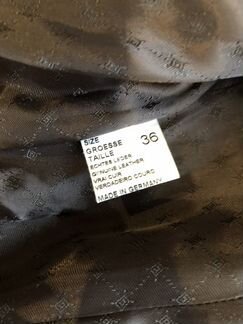 SIZE
GROESSE 36
TAILLE
ECHTES LEDER
GENUINE LEATHER
VRAI CUIR
VERDADEIRO COURO
MADE IN GERMANY